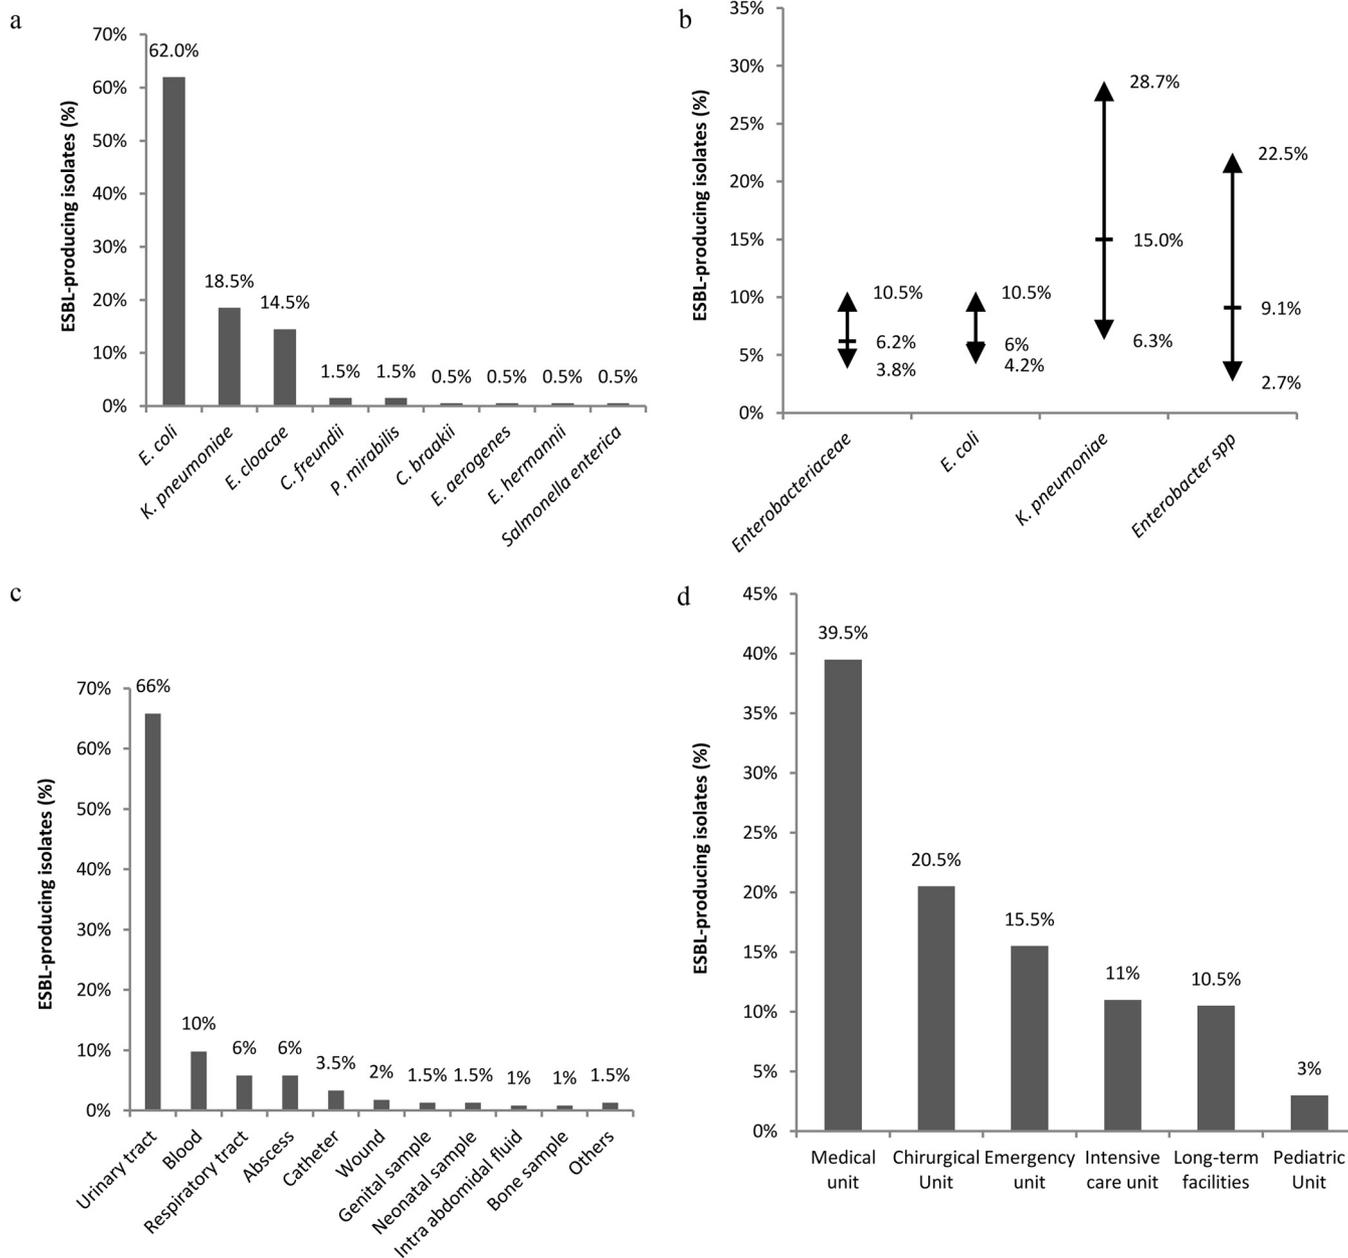 a
ESBL-producing isolates (%)
70%
60%
50%
40%
30%
20%
10%
0%
62.0%
18.5%
14.5%
1.5%
1.5%
0.5%
0.5%
0.5%
0.5%
E. coli
K. pneumoniae
E. cloacae
C. freundii
P. mirabilis
C. braakii
E. aerogenes
E. hermannii
Salmonella enterica
b
ESBL-producing isolates (%)
35%
30%
25%
20%
15%
10%
5%
0%
10.5%
6.2%
3.8%
10.5%
6%
4.2%
28.7%
15.0%
6.3%
22.5%
9.1%
2.7%
Enterobacteriaceae
E. coli
K. pneumoniae
Enterobacter spp
c
ESBL-producing isolates (%)
70%
60%
50%
40%
30%
20%
10%
0%
66%
10%
6%
6%
3.5%
2%
1.5%
1.5%
1%
1%
1.5%
Urinary tract
Blood
Respiratory tract
Abscess
Catheter
Wound
Genital sample
Neonatal sample
Intra abdomidal fluid
Bone sample
Others
d
ESBL-producing isolates (%)
45%
40%
35%
30%
25%
20%
15%
10%
5%
0%
39.5%
20.5%
15.5%
11%
10.5%
3%
Medical
unit
Chirurgical
Unit
Emergency
unit
Intensive
care unit
Long-term
facilities
Pediatric
Unit